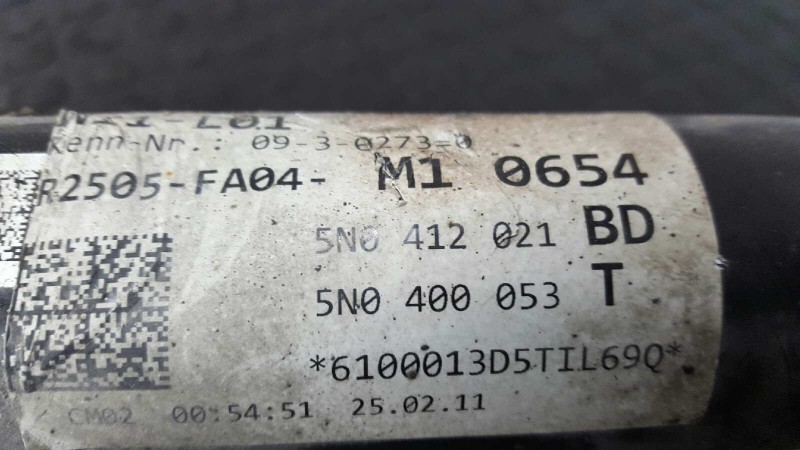 Kenn-Nr.: 09-3-0273-0
R2505-FA04- M1 0654
5N0 412 021 BD
5N0 400 053 T
*6100013D5TIL69Q*
CM02 00:54:51 25.02.11